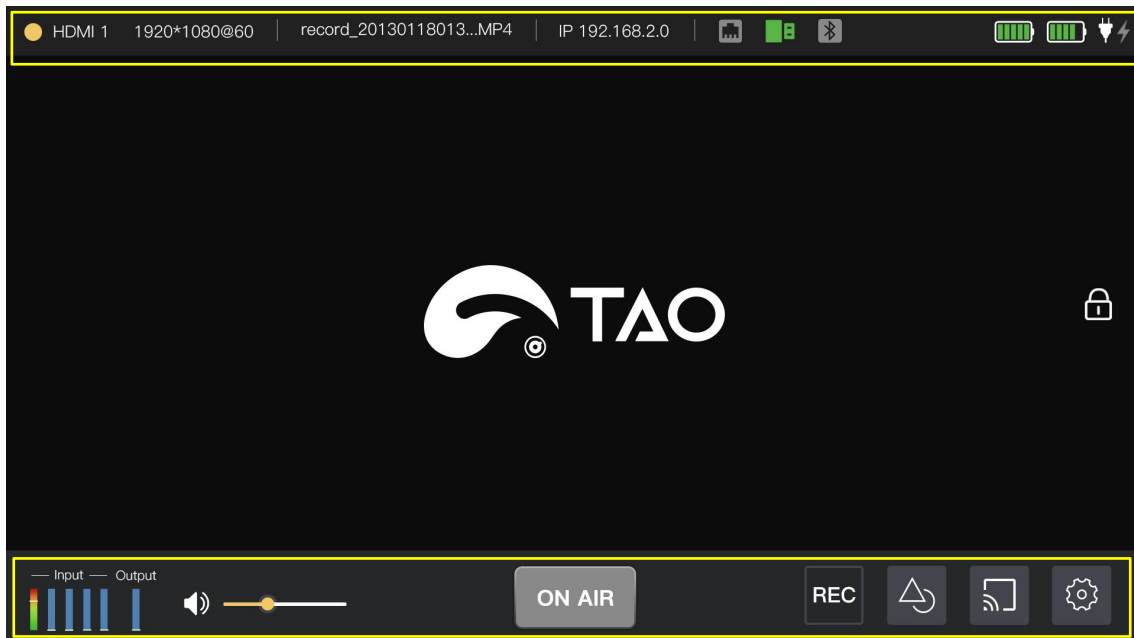 HDMI 1 1920*1080@60 record_20130118013...MP4 IP 192.168.2.0
TAO
Input Output
ON AIR
REC